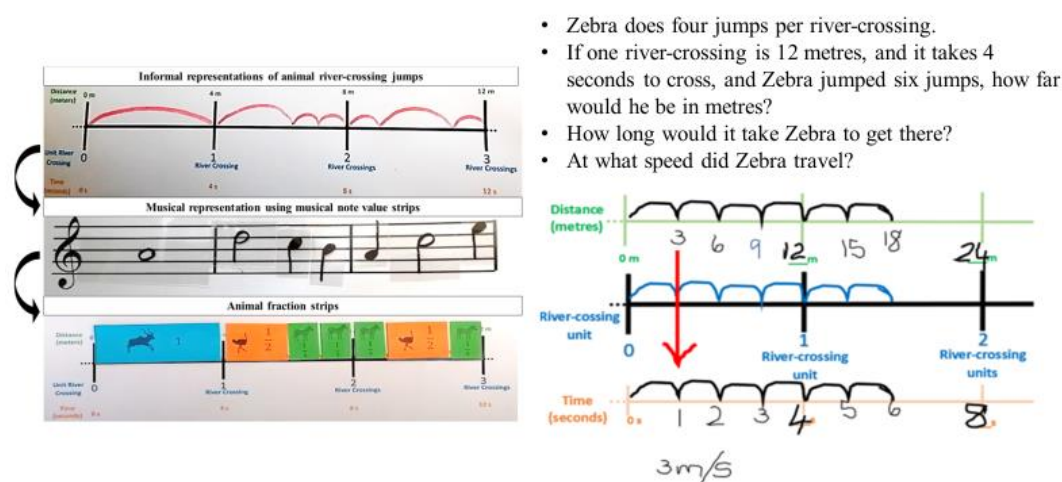 Informal representations of animal river-crossing jumps
Distance
(meters)
0 m
4 m
8 m
12 m
Unit River
Crossing
0
1
River Crossing
2
River Crossings
3
River Crossings
Time
(seconds)
0 s
4 s
8 s
12 s
Musical representation using musical note value strips
Animal fraction strips
Distance
(meters)
1
1/2
1/2
Unit River
Crossing
0
1
River Crossing
2
River Crossings
3
River Crossings
Time
(seconds)
• Zebra does four jumps per river-crossing.
• If one river-crossing is 12 metres, and it takes 4
seconds to cross, and Zebra jumped six jumps, how far
would he be in metres?
• How long would it take Zebra to get there?
• At what speed did Zebra travel?
Distance
(metres)
0 m
3 6 9 12 m 15 18 24 m
River-cossing
unit
0
1
River-crossing
unit
2
River-crossing
units
Time
(seconds)
0 s
1 2 3 4 5 6 8
3m/s